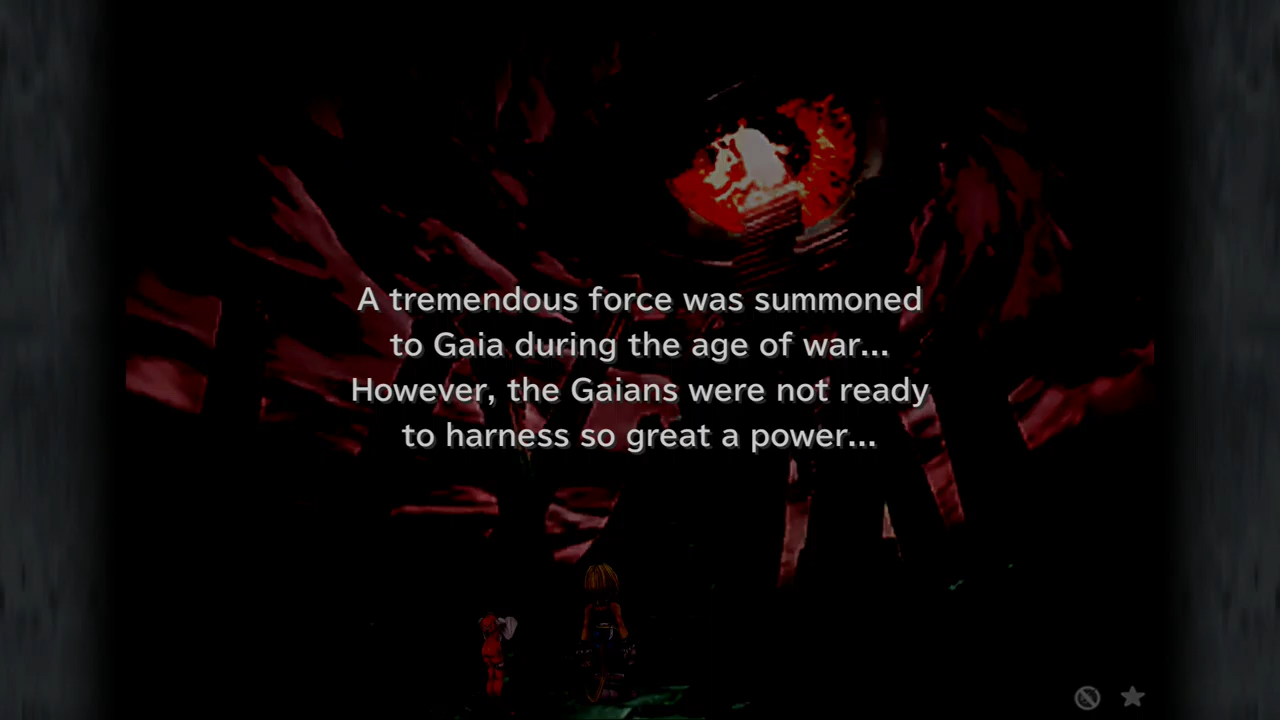 A tremendous force was summoned
to Gaia during the age of war...
However, the Gaians were not ready
to harness so great a power...